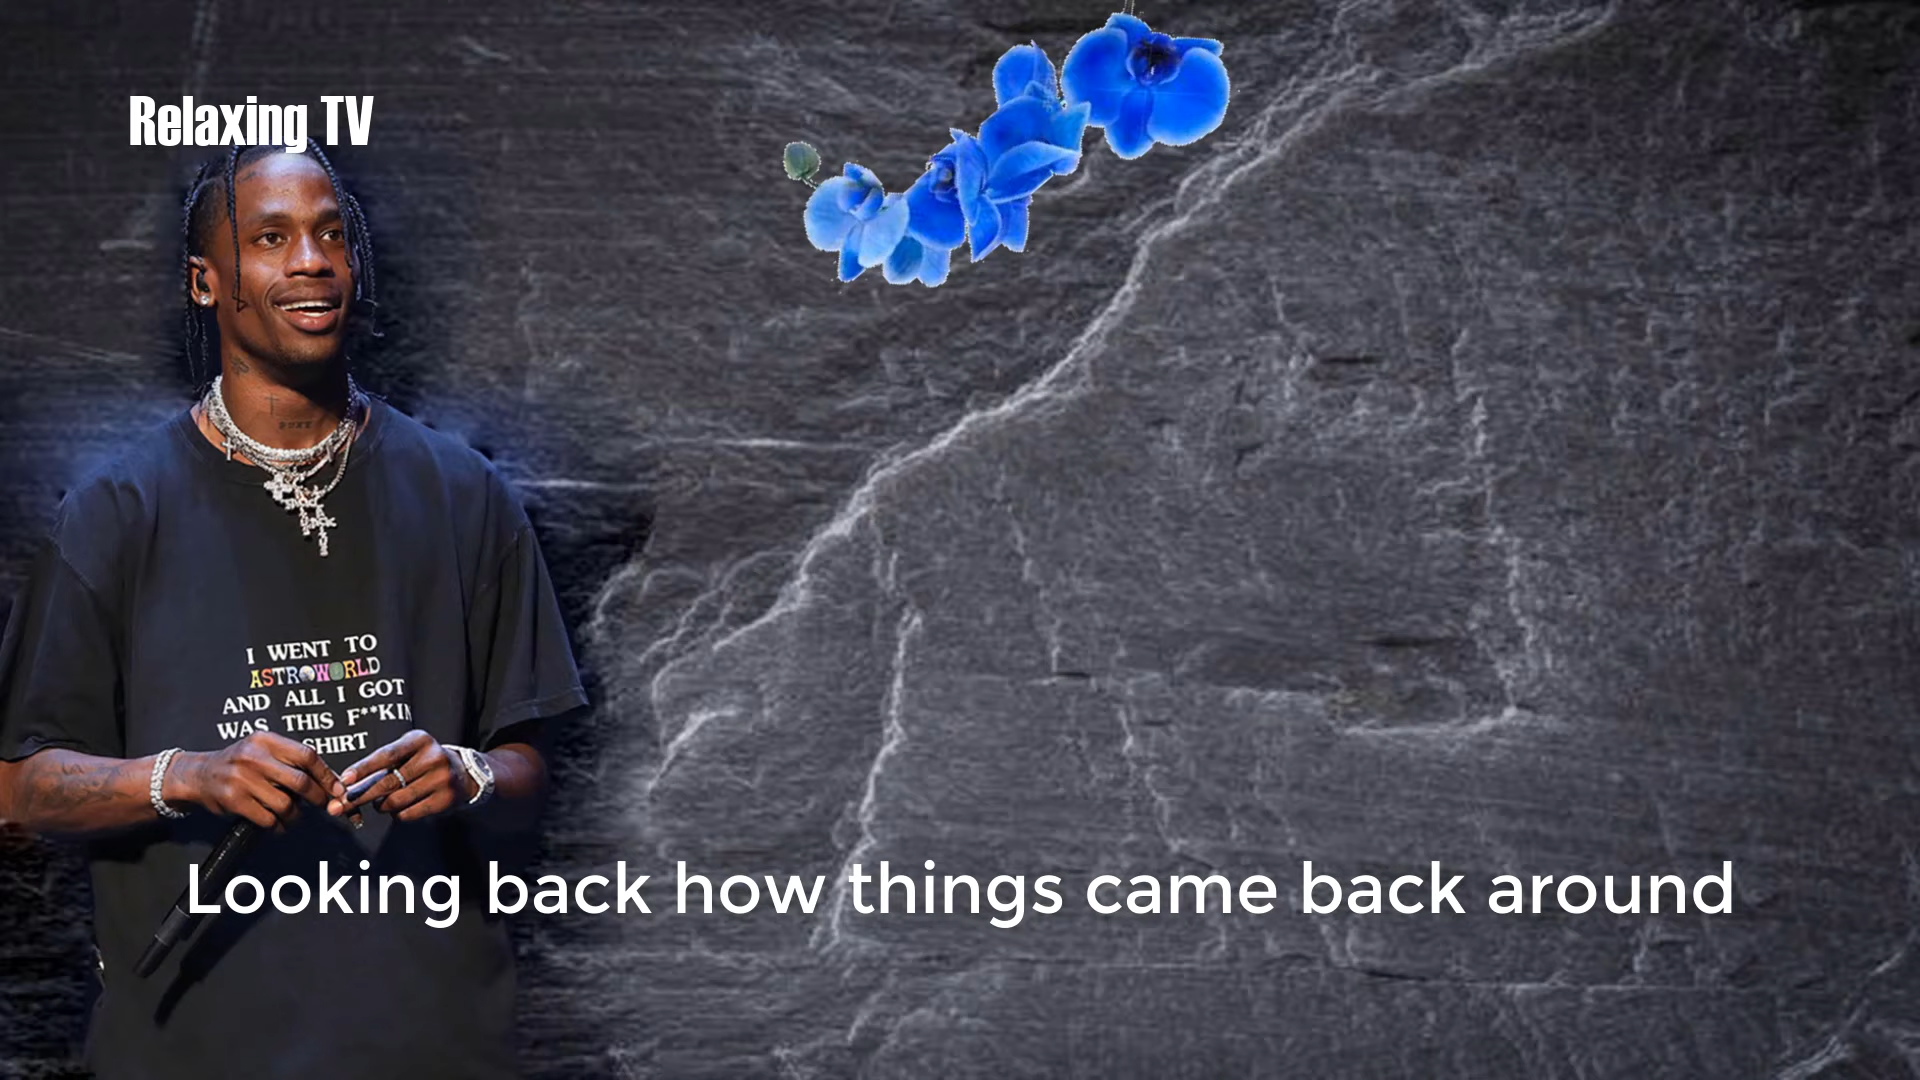 Relaxing TV
I WENT TO
ASTROWORLD
AND ALL I GOT
WAS THIS F**KIN
SHIRT
Looking back how things came back around